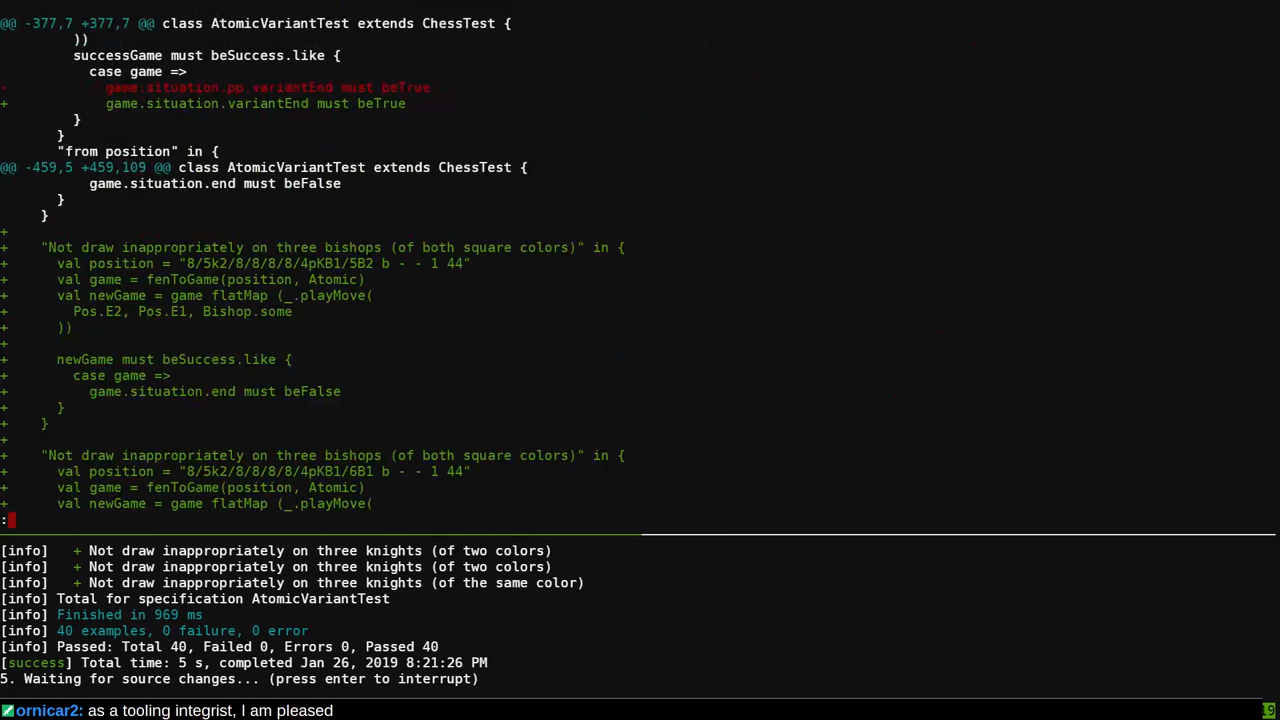 @@ -377,7 +377,7 @@ class AtomicVariantTest extends ChessTest {
))
successGame must beSuccess.like {
case game =>
- game.situation.pp.variantEnd must beTrue
+ game.situation.variantEnd must beTrue
}
}
"from position" in {
@@ -459,5 +459,109 @@ class AtomicVariantTest extends ChessTest {
game.situation.end must beFalse
}
}
+
+ "Not draw inappropriately on three bishops (of both square colors)" in {
+ val position = "8/5k2/8/8/8/8/4pKB1/5B2 b - - 1 44"
+ val game = fenToGame(position, Atomic)
+ val newGame = game flatMap (_.playMove(
+ Pos.E2, Pos.E1, Bishop.some
+ ))
+
+ newGame must beSuccess.like {
+ case game =>
+ game.situation.end must beFalse
+ }
+ }
+
+ "Not draw inappropriately on three bishops (of both square colors)" in {
+ val position = "8/5k2/8/8/8/8/4pKB1/6B1 b - - 1 44"
+ val game = fenToGame(position, Atomic)
+ val newGame = game flatMap (_.playMove(
:
[info] + Not draw inappropriately on three knights (of two colors)
[info] + Not draw inappropriately on three knights (of two colors)
[info] + Not draw inappropriately on three knights (of the same color)
[info] Total for specification AtomicVariantTest
[info] Finished in 969 ms
[info] 40 examples, 0 failure, 0 error
[info] Passed: Total 40, Failed 0, Errors 0, Passed 40
[success] Total time: 5 s, completed Jan 26, 2019 8:21:26 PM
5. Waiting for source changes... (press enter to interrupt)
ornicar2: as a tooling integrist, I am pleased
19